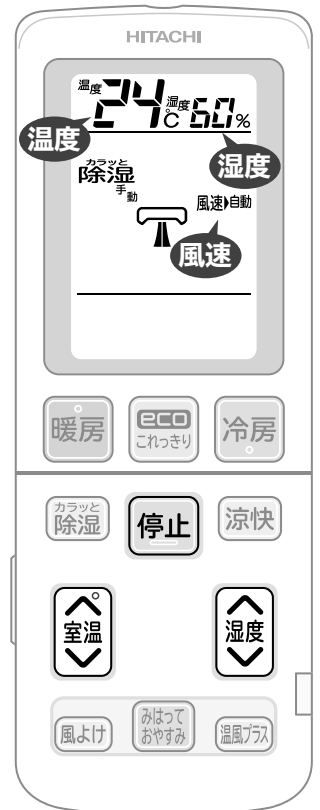 HITACHI
温度 24℃ 湿度 60%
温度
湿度
カラッと
除湿
手動
風速 自動
風速
暖房
eco
これっきり
冷房
カラッと
除湿
停止
涼快
室温
湿度
風よけ
みはって
おやすみ
温風プラス